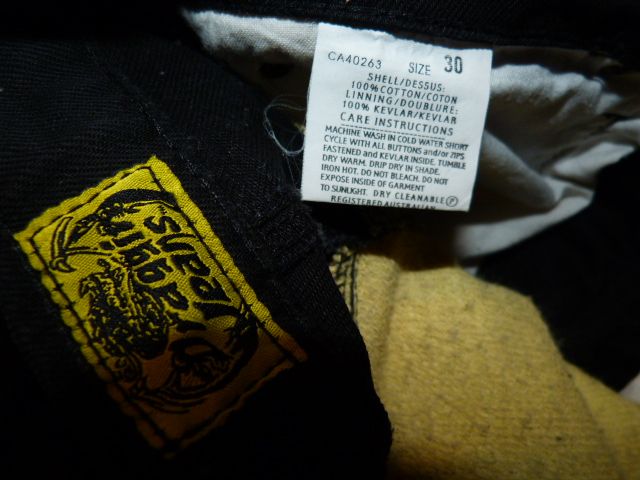 CA40263 SIZE 30
SHELL/DESSUS:
100% COTTON/COTON
LINNING/DOUBLURE:
100% KEVLAR/KEVLAR
CARE INSTRUCTIONS
MACHINE WASH IN COLD WATER SHORT
CYCLE WITH ALL BUTTONS and/or ZIPS
FASTENED and KEVLAR INSIDE. TUMBLE
DRY WARM. DRIP DRY IN SHADE.
IRON HOT. DO NOT BLEACH. DO NOT
EXPOSE INSIDE OF GARMENT
TO SUNLIGHT. DRY CLEANABLE Ⓟ
REGISTERED AUSTRALIAN